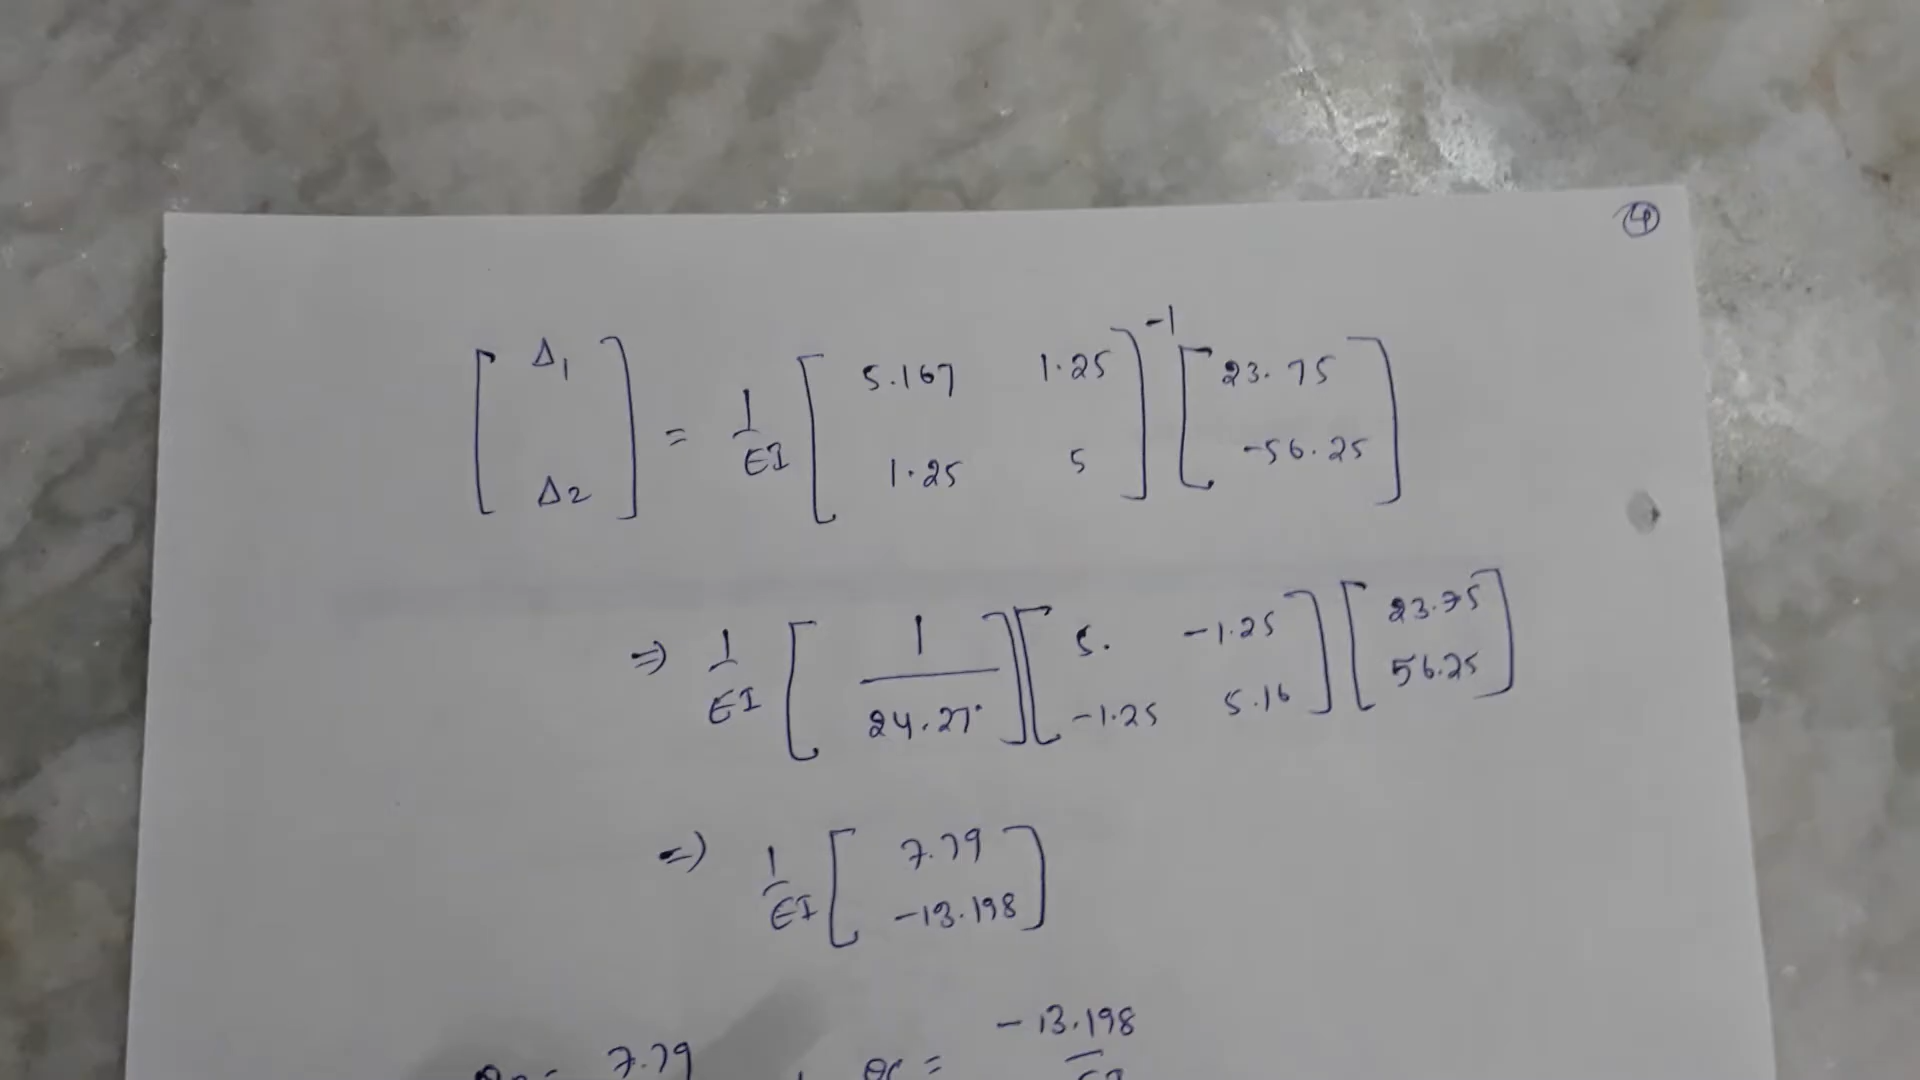 4
[Δ1 Δ2] = 1/EI [5.167 1.25 1.25 5]^-1 [23.75 -56.25]
⇒ 1/EI [1/24.27] [5. -1.25 -1.25 5.16] [23.75 56.25]
⇒ 1/EI [7.79 -13.198]
= 7.79 , θc = -13.198/EI